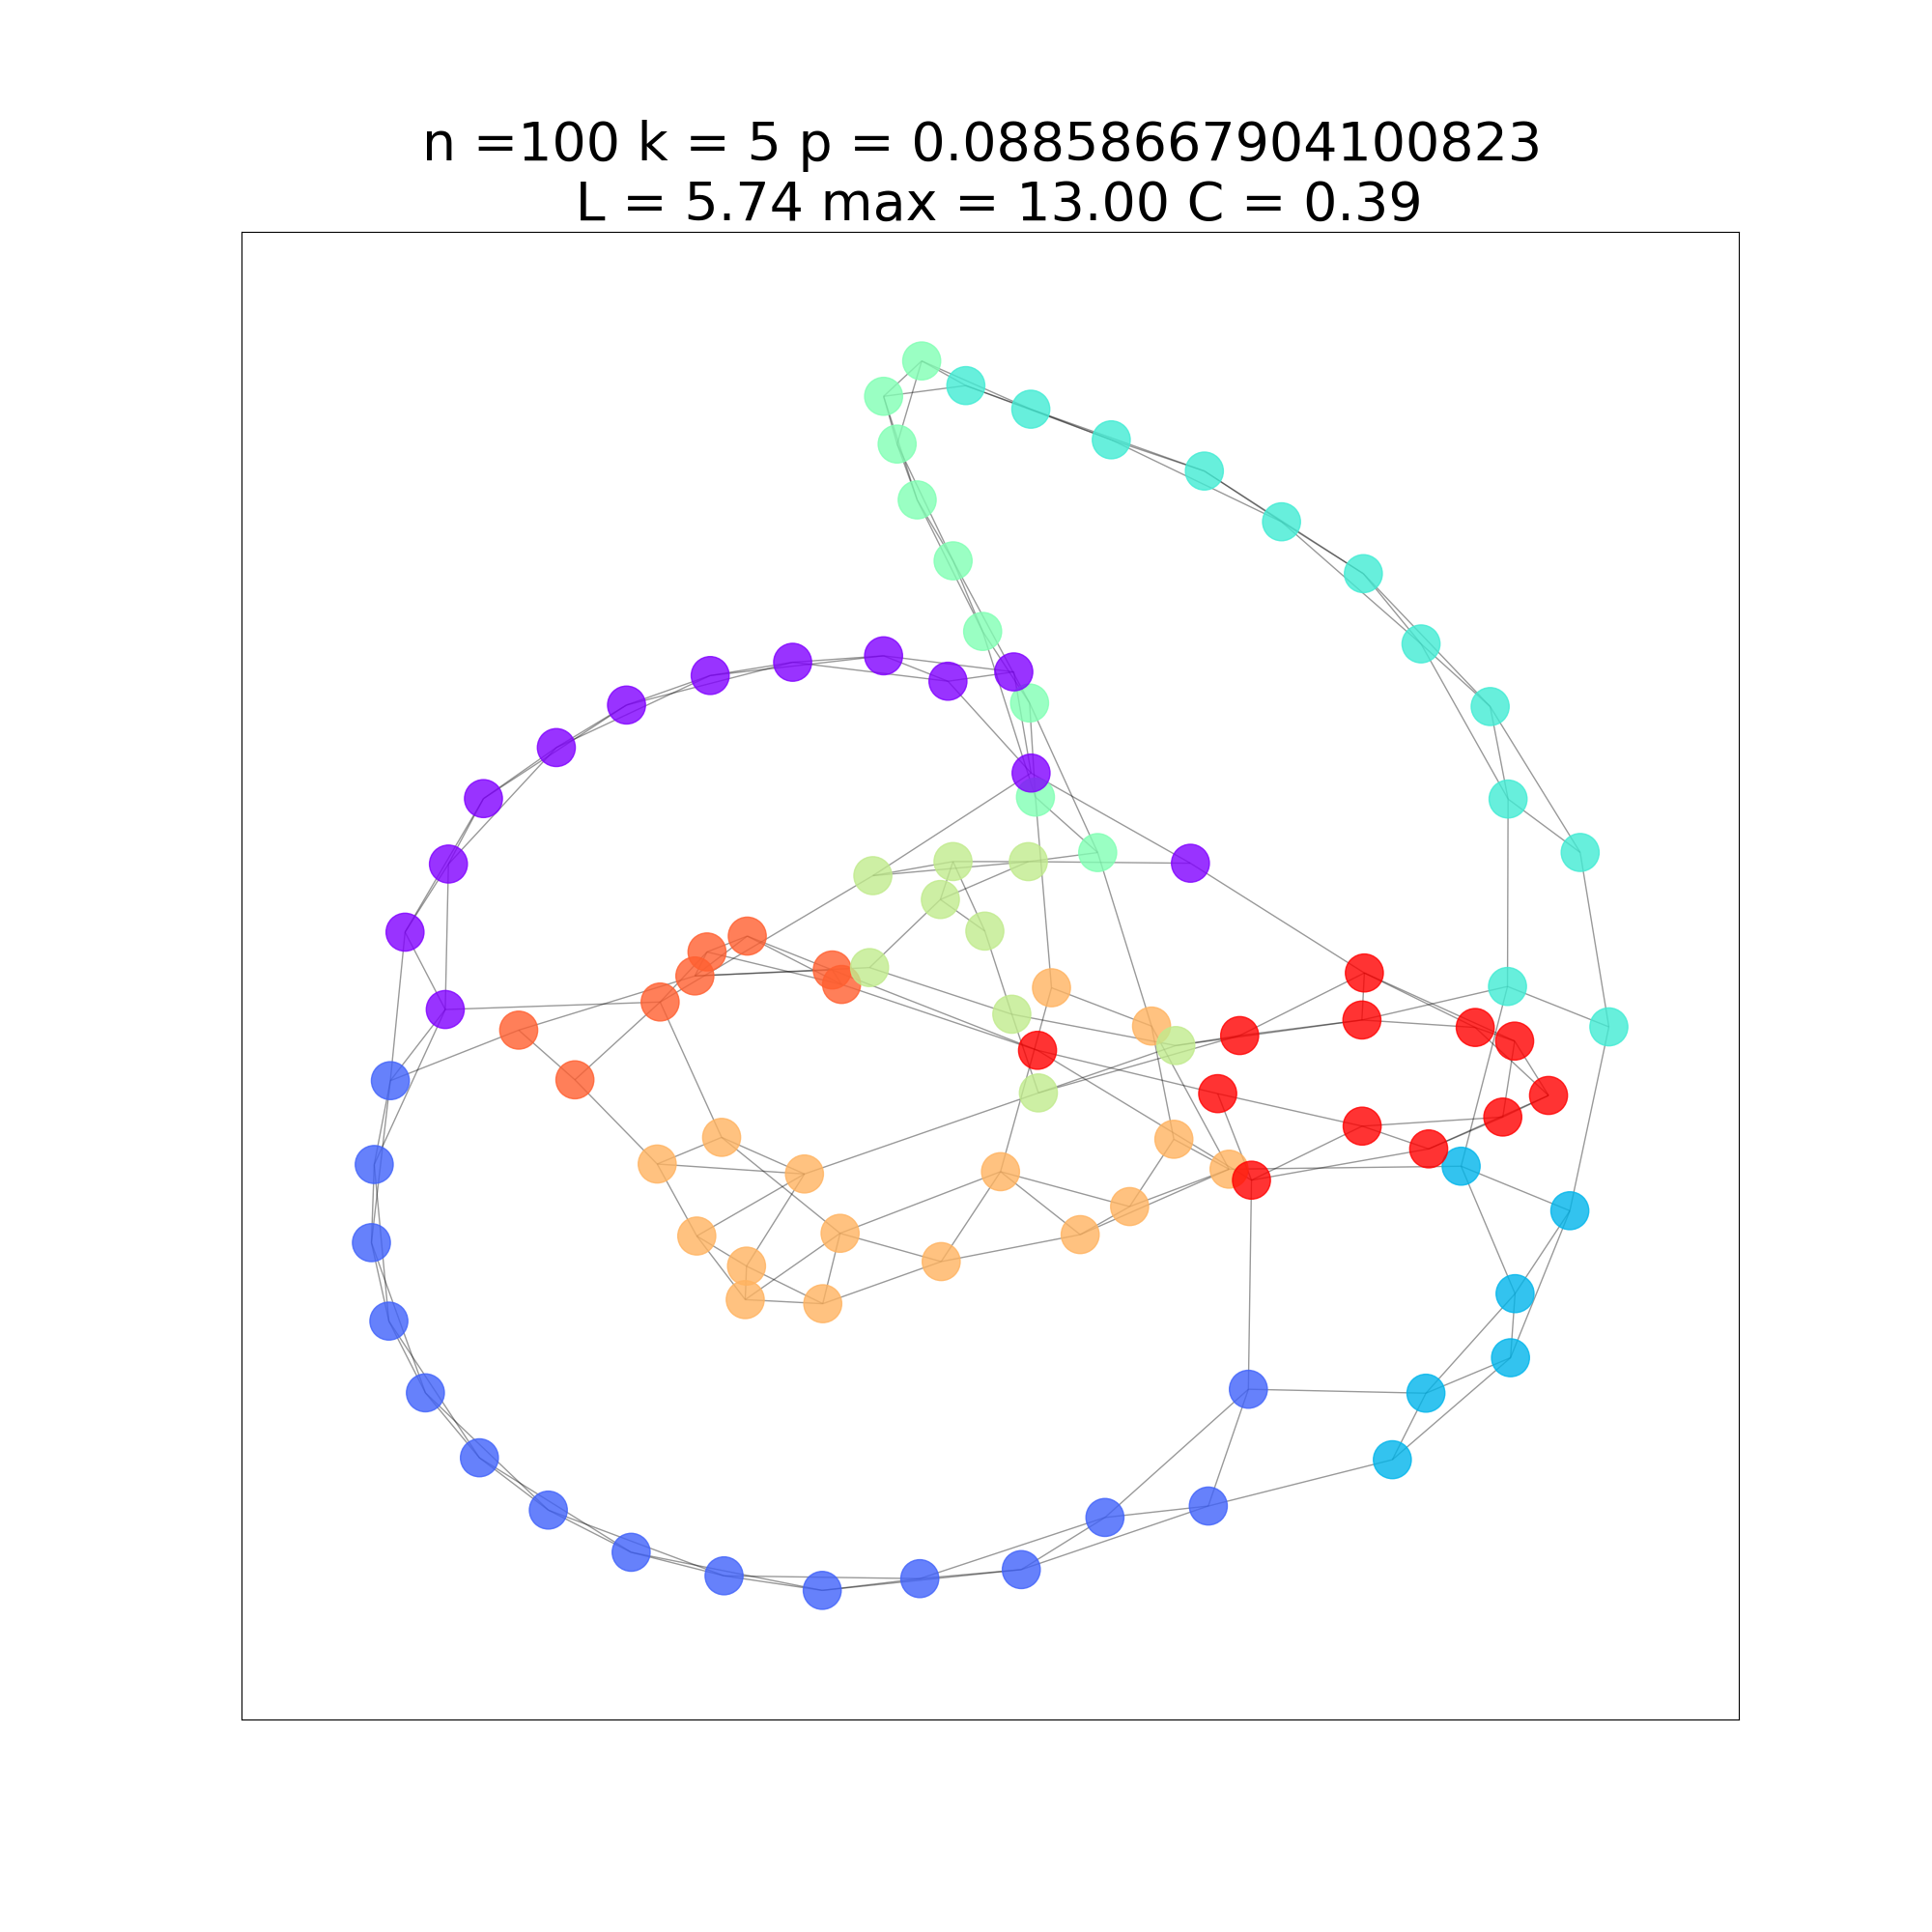 n =100 k = 5 p = 0.08858667904100823
L = 5.74 max = 13.00 C = 0.39